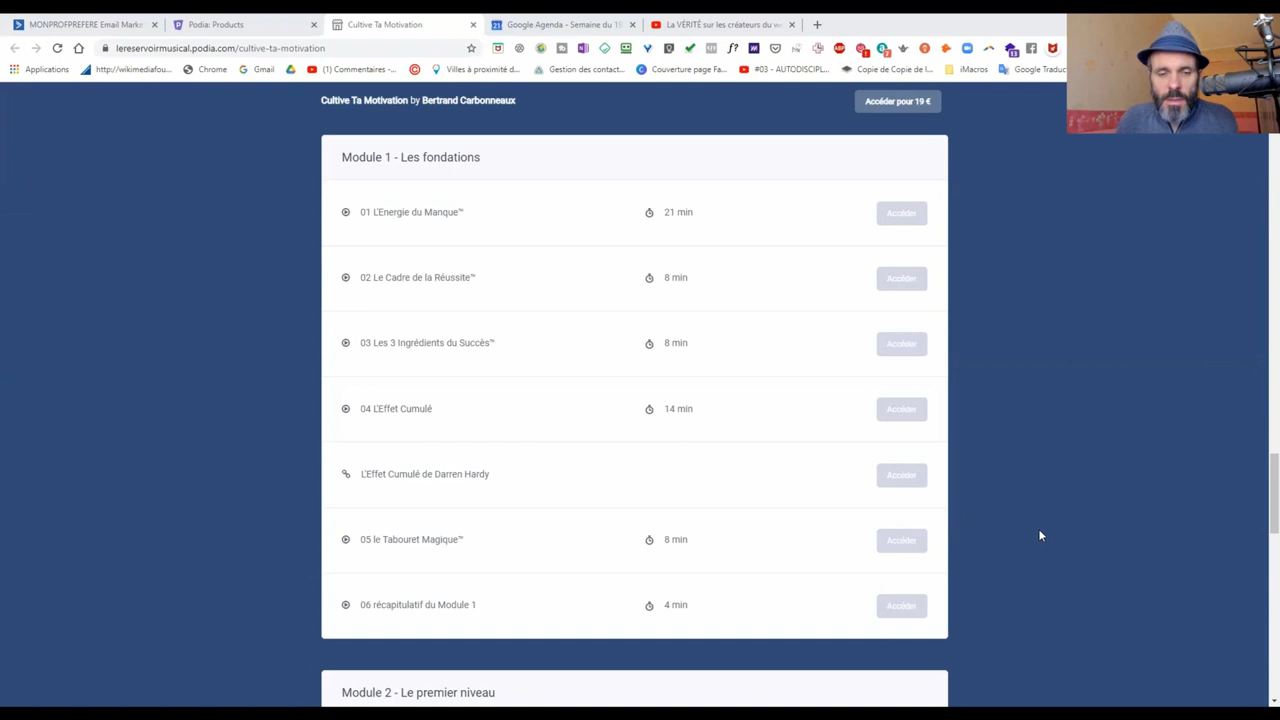 MONPROFPREFERE Email Marke
Podia: Products
Cultive Ta Motivation
Google Agenda - Semaine du 19
La VÉRITÉ sur les créateurs du w
lereservoirmusical.podia.com/cultive-ta-motivation
Applications
http://wikimediafou...
Chrome
Gmail
(1) Commentaires -...
Villes à proximité d...
Gestion des contact...
Couverture page Fa...
#03 - AUTODISCIPL...
Copie de Copie de l...
iMacros
Google Traduc
Cultive Ta Motivation by Bertrand Carbonneaux
Accéder pour 19 €
Module 1 - Les fondations
01 L'Energie du Manque™ 21 min Accéder
02 Le Cadre de la Réussite™ 8 min Accéder
03 Les 3 Ingrédients du Succès™ 8 min Accéder
04 L'Effet Cumulé 14 min Accéder
L'Effet Cumulé de Darren Hardy Accéder
05 le Tabouret Magique™ 8 min Accéder
06 récapitulatif du Module 1 4 min Accéder
Module 2 - Le premier niveau